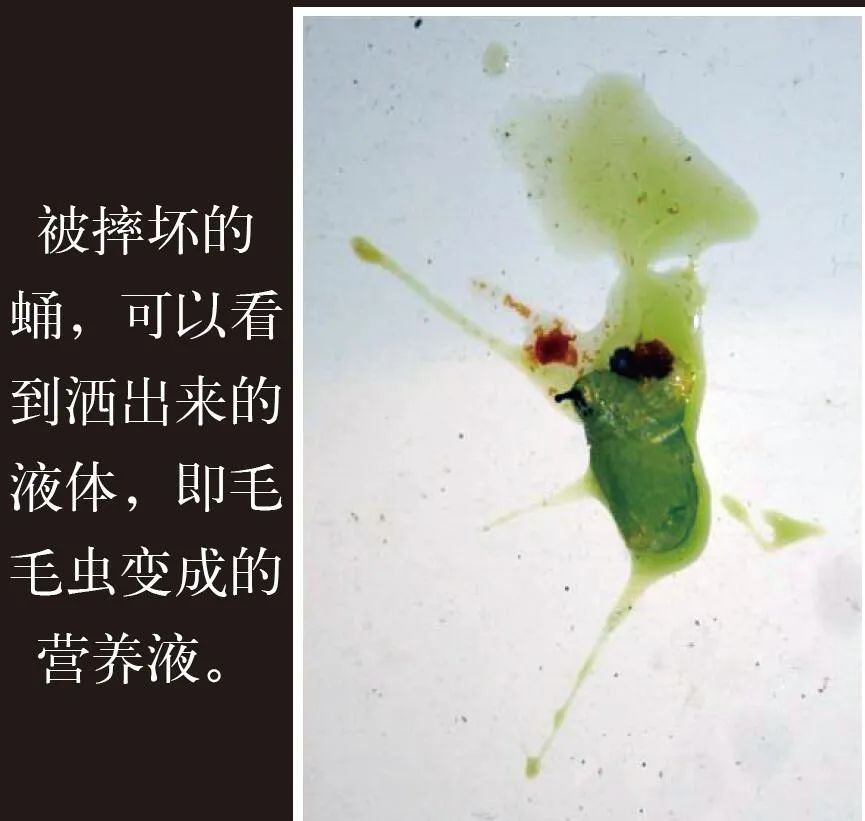 被摔坏的
蛹，可以看
到洒出来的
液体，即毛
毛虫变成的
营养液。